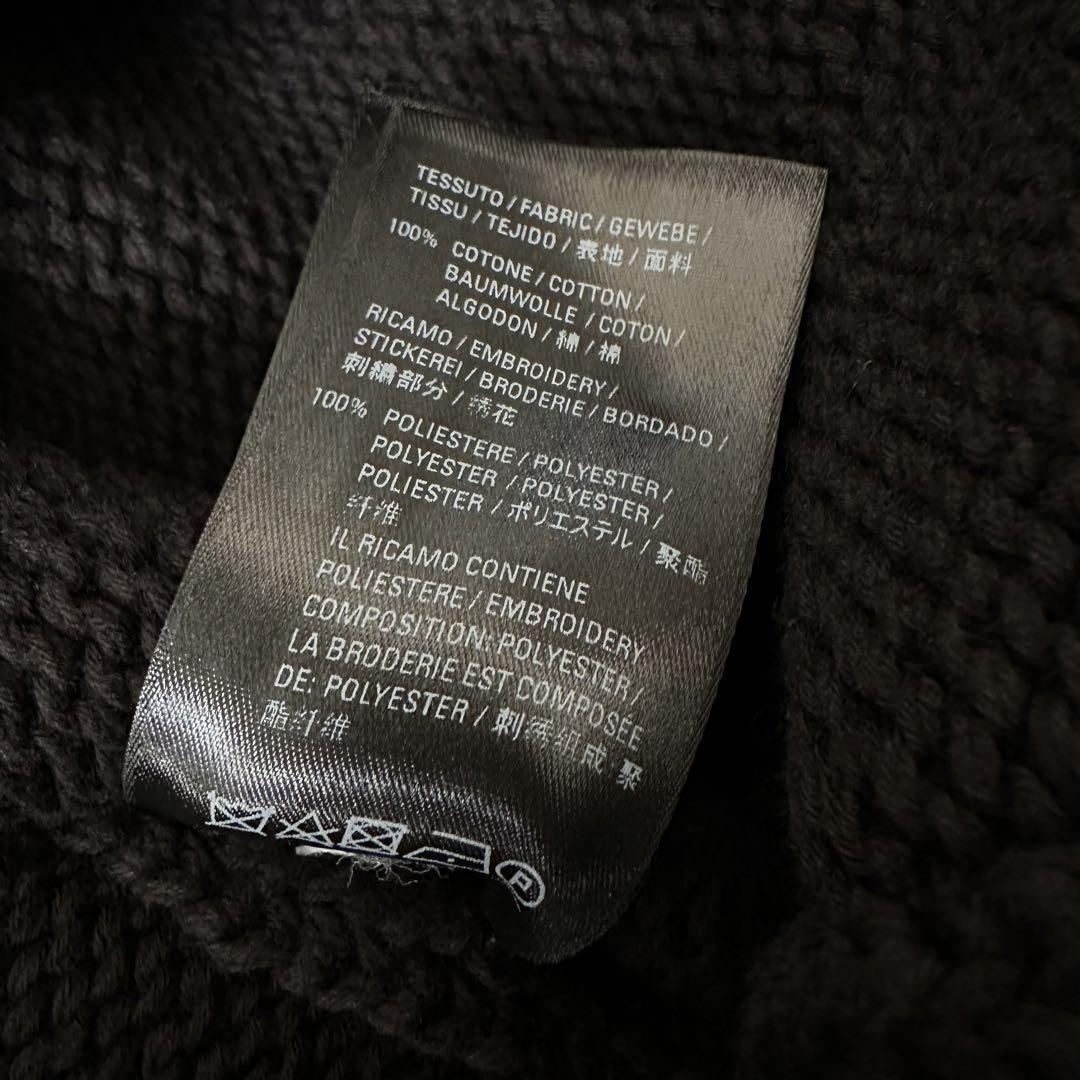 TESSUTO / FABRIC / GEWEBE /
TISSU / TEJIDO / 表地 / 面料
100% COTONE / COTTON /
BAUMWOLLE / COTON /
ALGODON / 綿 / 棉
RICAMO / EMBROIDERY /
STICKEREI / BRODERIE / BORDADO /
刺繍部分 / 绣花
100% POLIESTERE / POLYESTER /
POLYESTER / POLYESTER /
POLIESTER / ポリエステル / 聚酯
纤维
IL RICAMO CONTIENE
POLIESTERE / EMBROIDERY
COMPOSITION: POLYESTER /
LA BRODERIE EST COMPOSÉE
DE: POLYESTER / 刺绣组成: 聚
酯纤维
P